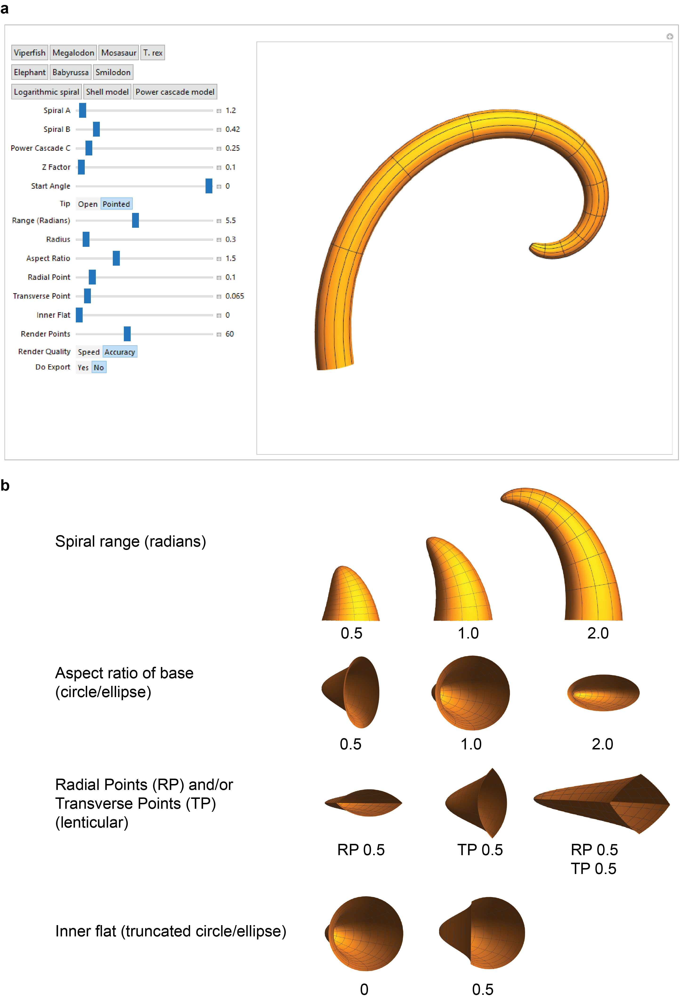 a
Viperfish Megalodon Mosasaur T. rex
Elephant Babyrussa Smilodon
Logarithmic spiral Shell model Power cascade model
Spiral A 1.2
Spiral B 0.42
Power Cascade C 0.25
Z Factor 0.1
Start Angle 0
Tip Open Pointed
Range (Radians) 5.5
Radius 0.3
Aspect Ratio 1.5
Radial Point 0.1
Transverse Point 0.065
Inner Flat 0
Render Points 60
Render Quality Speed Accuracy
Do Export Yes No
b
Spiral range (radians)
0.5 1.0 2.0
Aspect ratio of base
(circle/ellipse)
0.5 1.0 2.0
Radial Points (RP) and/or
Transverse Points (TP)
(lenticular)
RP 0.5 TP 0.5 RP 0.5
TP 0.5
Inner flat (truncated circle/ellipse)
0 0.5